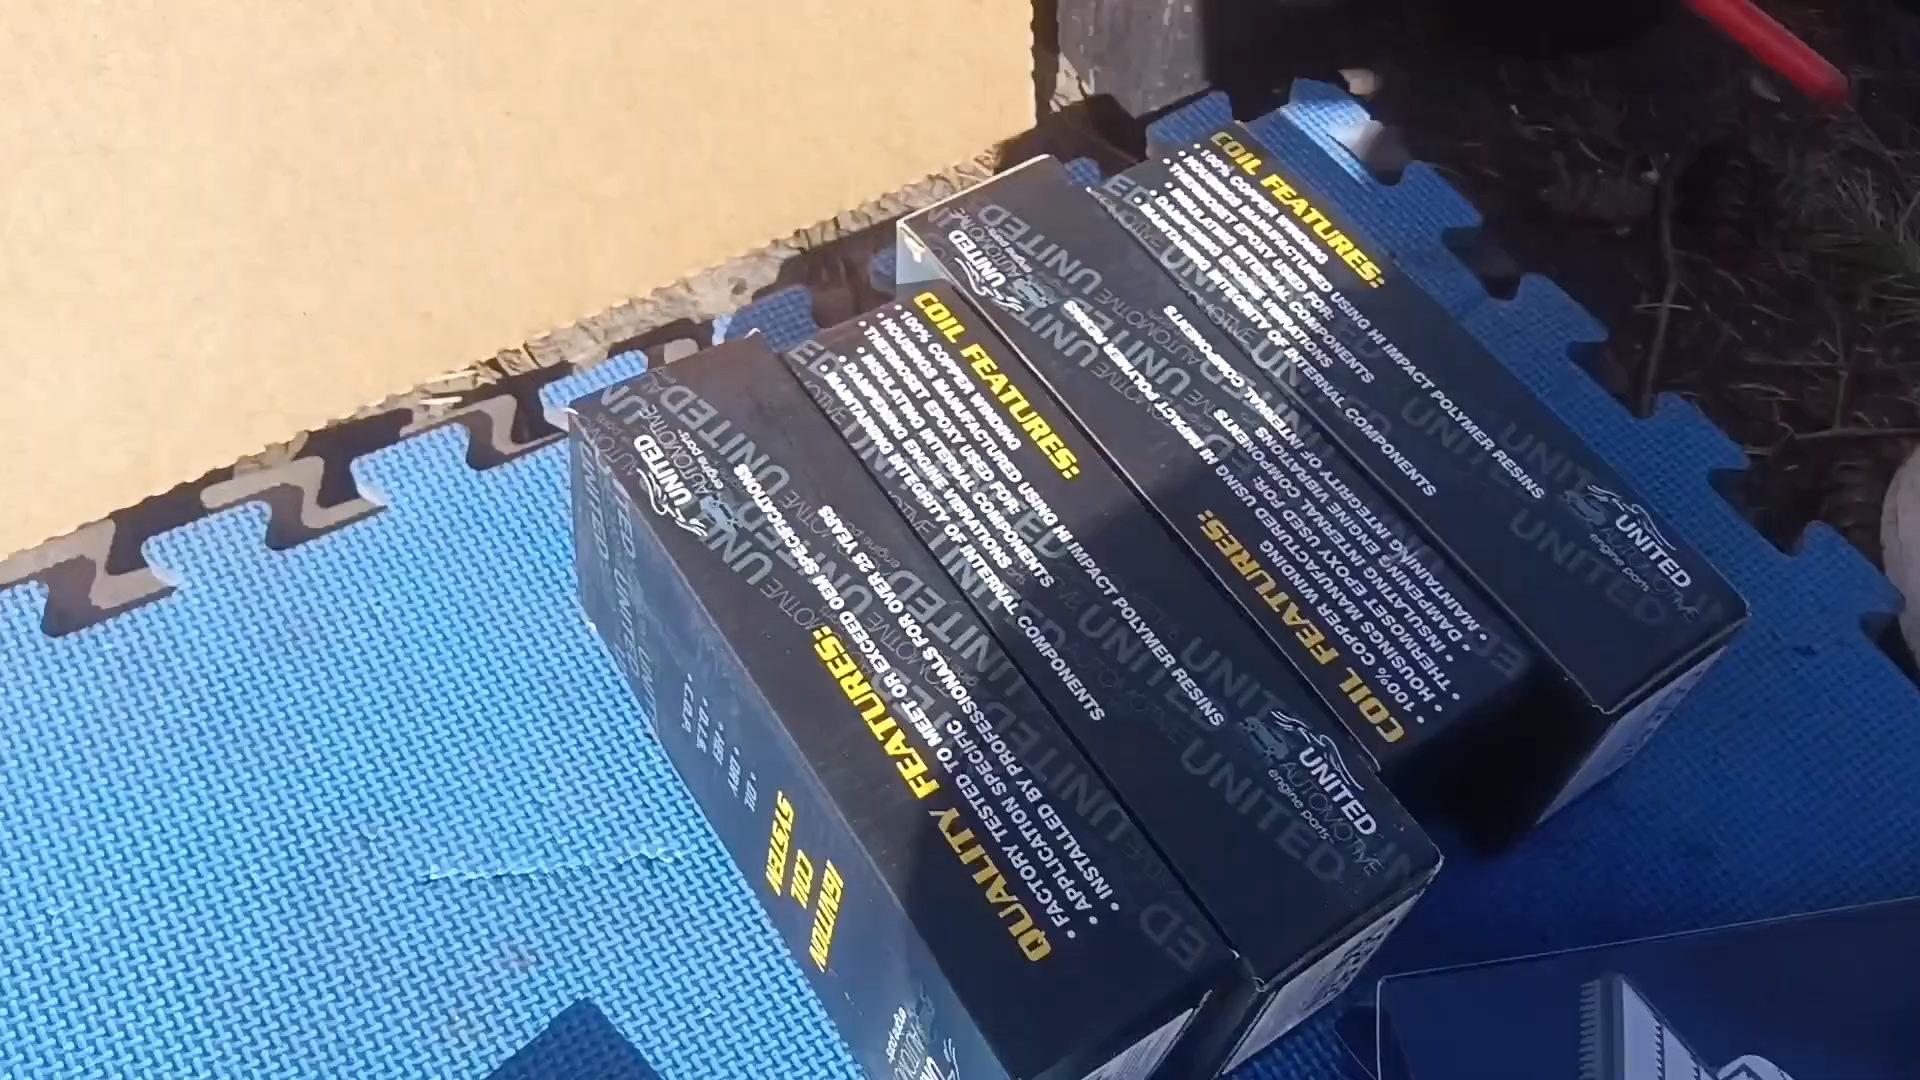 COIL FEATURES:
• 100% COPPER WINDING
• HOUSINGS MANUFACTURED USING HI IMPACT POLYMER RESINS
• THERMOSET EPOXY USED FOR:
• INSULATING INTERNAL COMPONENTS
• DAMPENING ENGINE VIBRATIONS
• MAINTAINING INTEGRITY OF INTERNAL COMPONENTS
UNITED
AUTOMOTIVE
engine parts
COIL FEATURES:
• 100% COPPER WINDING
• HOUSINGS MANUFACTURED USING HI IMPACT POLYMER RESINS
• THERMOSET EPOXY USED FOR:
• INSULATING INTERNAL COMPONENTS
• DAMPENING ENGINE VIBRATIONS
• MAINTAINING INTEGRITY OF INTERNAL COMPONENTS
UNITED
AUTOMOTIVE
engine parts
COIL FEATURES:
• 100% COPPER WINDING
• HOUSINGS MANUFACTURED USING HI IMPACT POLYMER RESINS
• THERMOSET EPOXY USED FOR:
• INSULATING INTERNAL COMPONENTS
• DAMPENING ENGINE VIBRATIONS
• MAINTAINING INTEGRITY OF INTERNAL COMPONENTS
UNITED
AUTOMOTIVE
engine parts
QUALITY FEATURES:
• FACTORY TESTED TO MEET OR EXCEED OEM SPECIFICATIONS
• APPLICATION SPECIFIC
• INSTALLED BY PROFESSIONALS FOR OVER 25 YEARS
UNITED
AUTOMOTIVE
engine parts
IGNITION
COIL
SYSTEM
• OIL
• DRY
• HEI
• D.I.S.
• C.O.P.